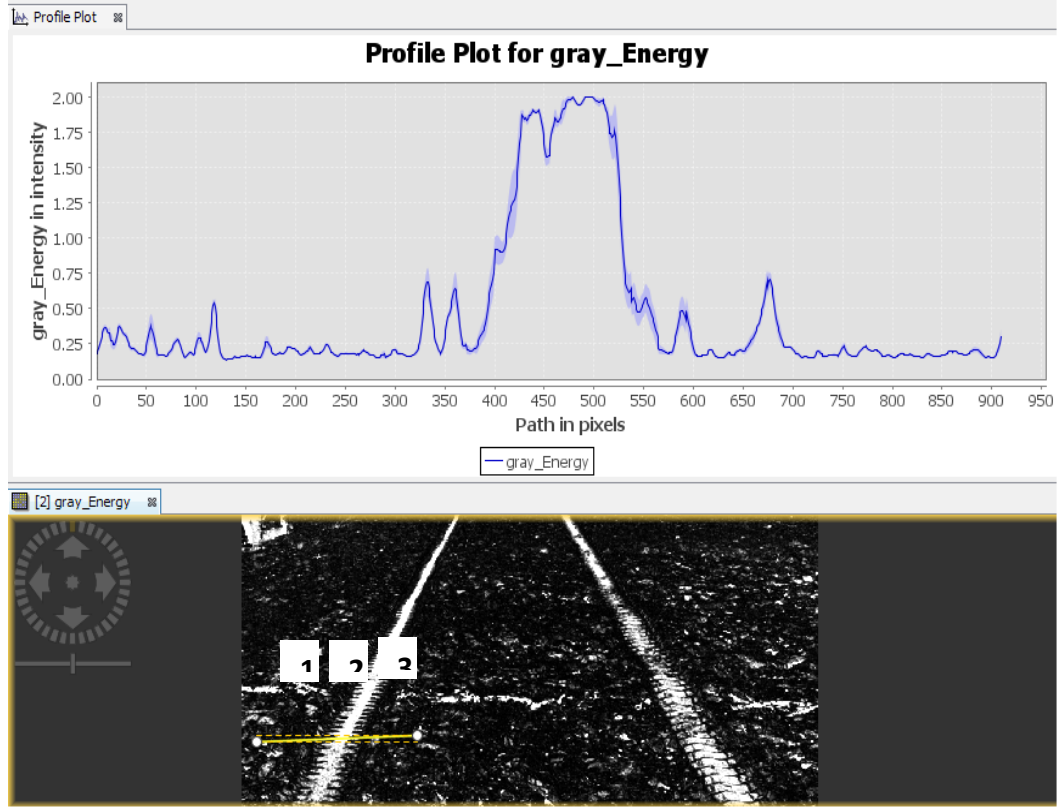 Profile Plot
Profile Plot for gray_Energy
gray_Energy in intensity
2.00
1.75
1.50
1.25
1.00
0.75
0.50
0.25
0.00
0 50 100 150 200 250 300 350 400 450 500 550 600 650 700 750 800 850 900 950
Path in pixels
gray_Energy
[2] gray_Energy
1 2 3